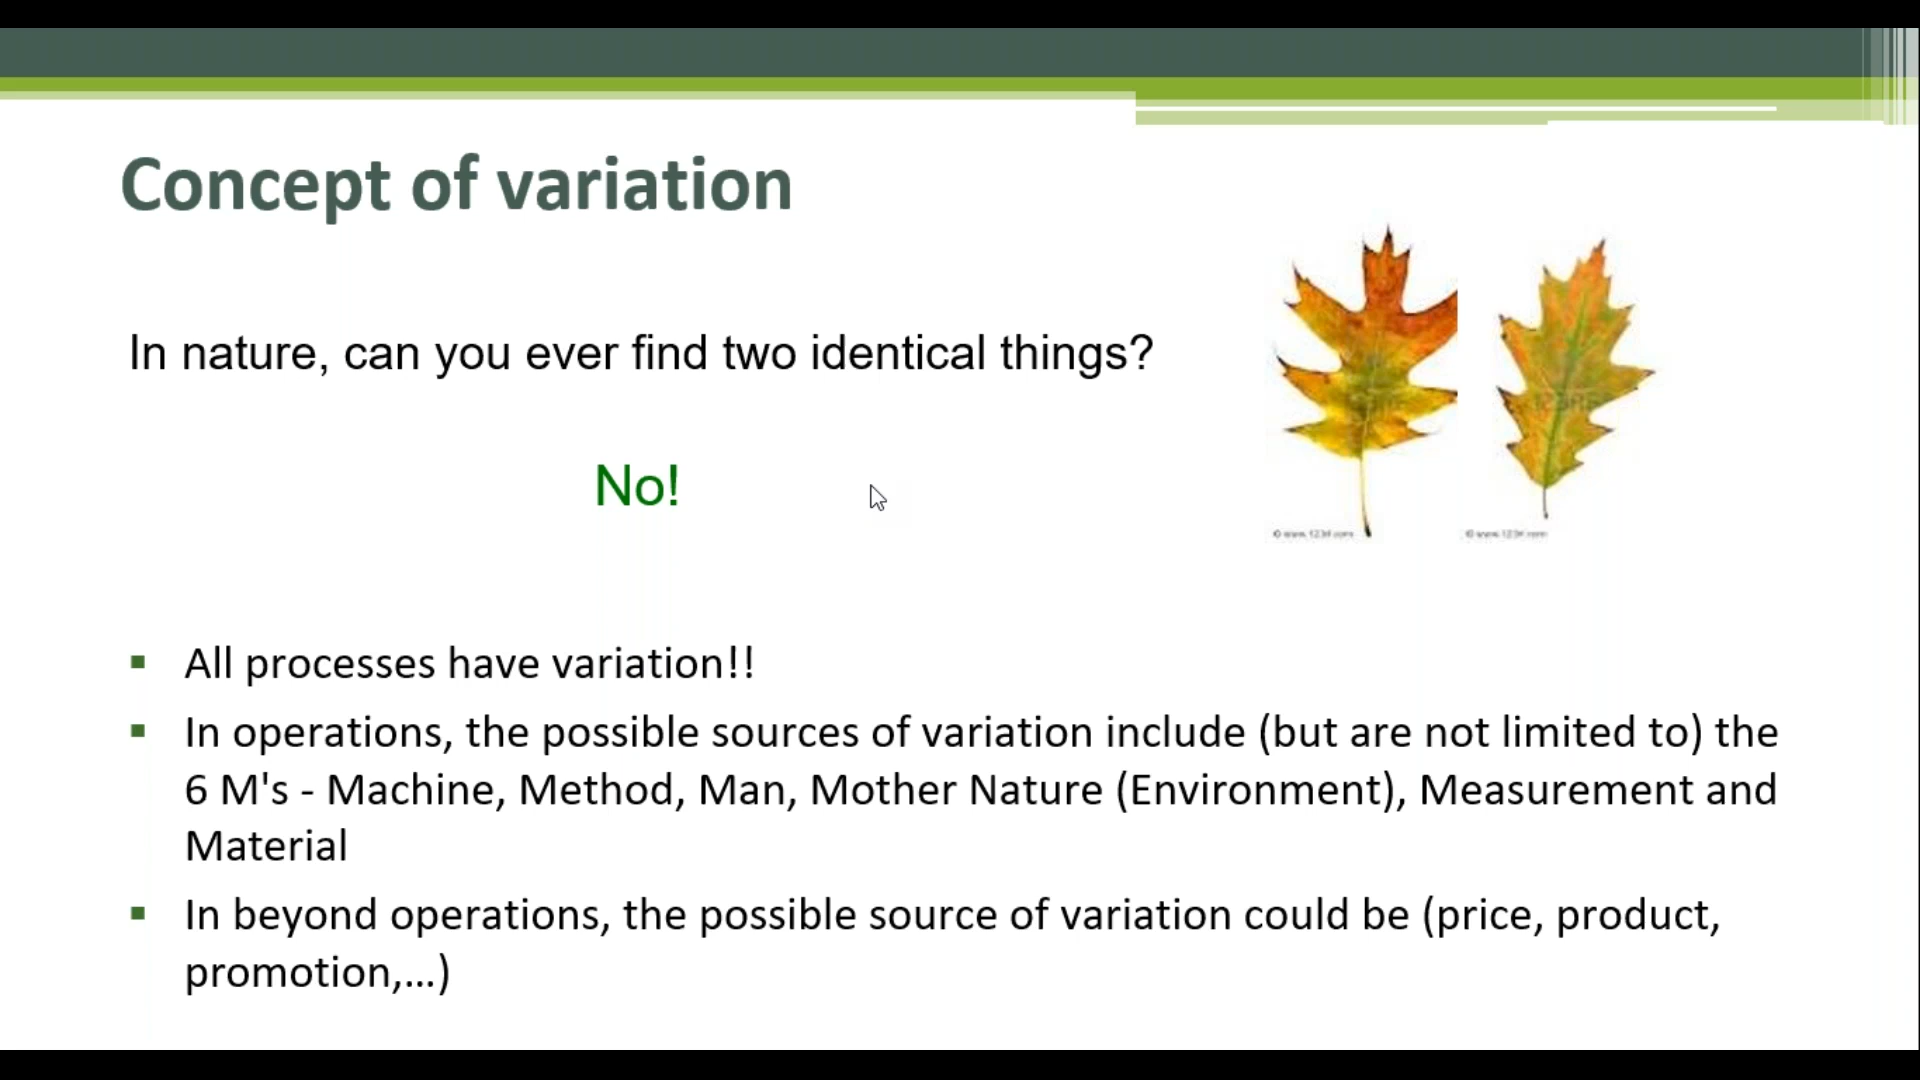 Concept of variation
In nature, can you ever find two identical things?
No!
▪ All processes have variation!!
▪ In operations, the possible sources of variation include (but are not limited to) the
6 M's - Machine, Method, Man, Mother Nature (Environment), Measurement and
Material
▪ In beyond operations, the possible source of variation could be (price, product,
promotion,...)